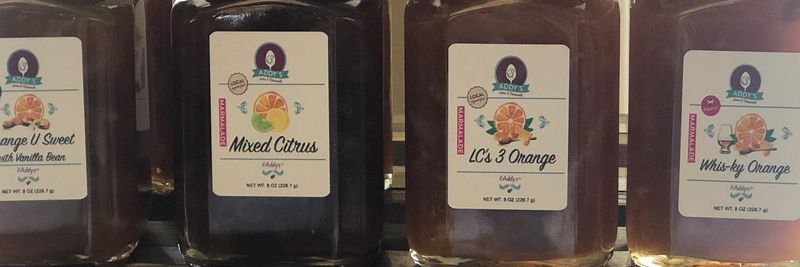 ADDY'S
ange U Sweet
with Vanilla Bean
NET WT. 8 OZ (226.7 g)
ADDY'S
LOCAL
MARMALADE
Mixed Citrus
#Addys
NET WT. 8 OZ (226.7 g)
ADDY'S
LOCAL
MARMALADE
LC's 3 Orange
#Addys
NET WT. 8 OZ (226.7 g)
ADDY'S
MARMALADE
Whis-ky Orange
#Addys
NET WT. 8 OZ (226.7 g)